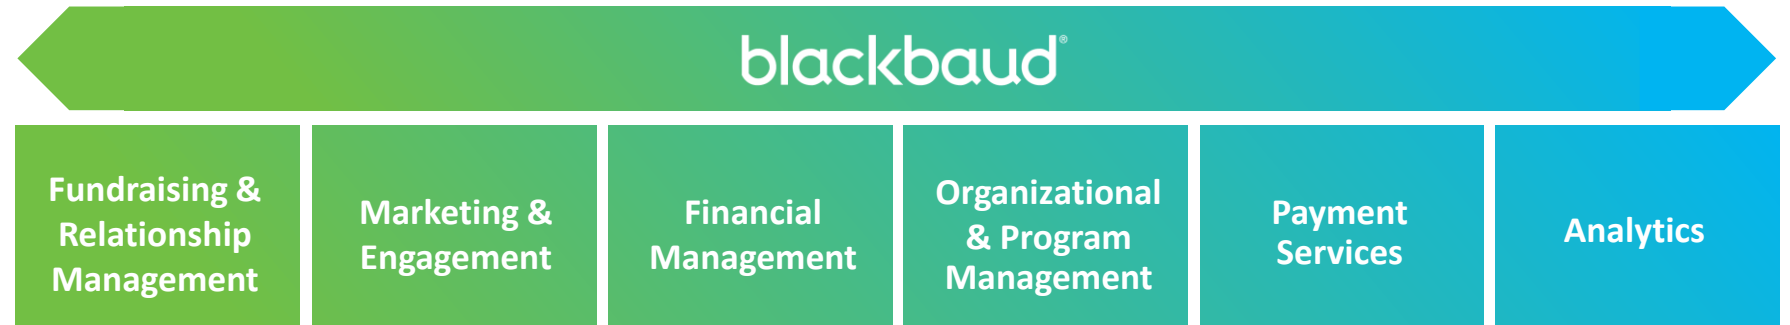 blackbaud®
Fundraising &
Relationship
Management
Marketing &
Engagement
Financial
Management
Organizational
& Program
Management
Payment
Services
Analytics